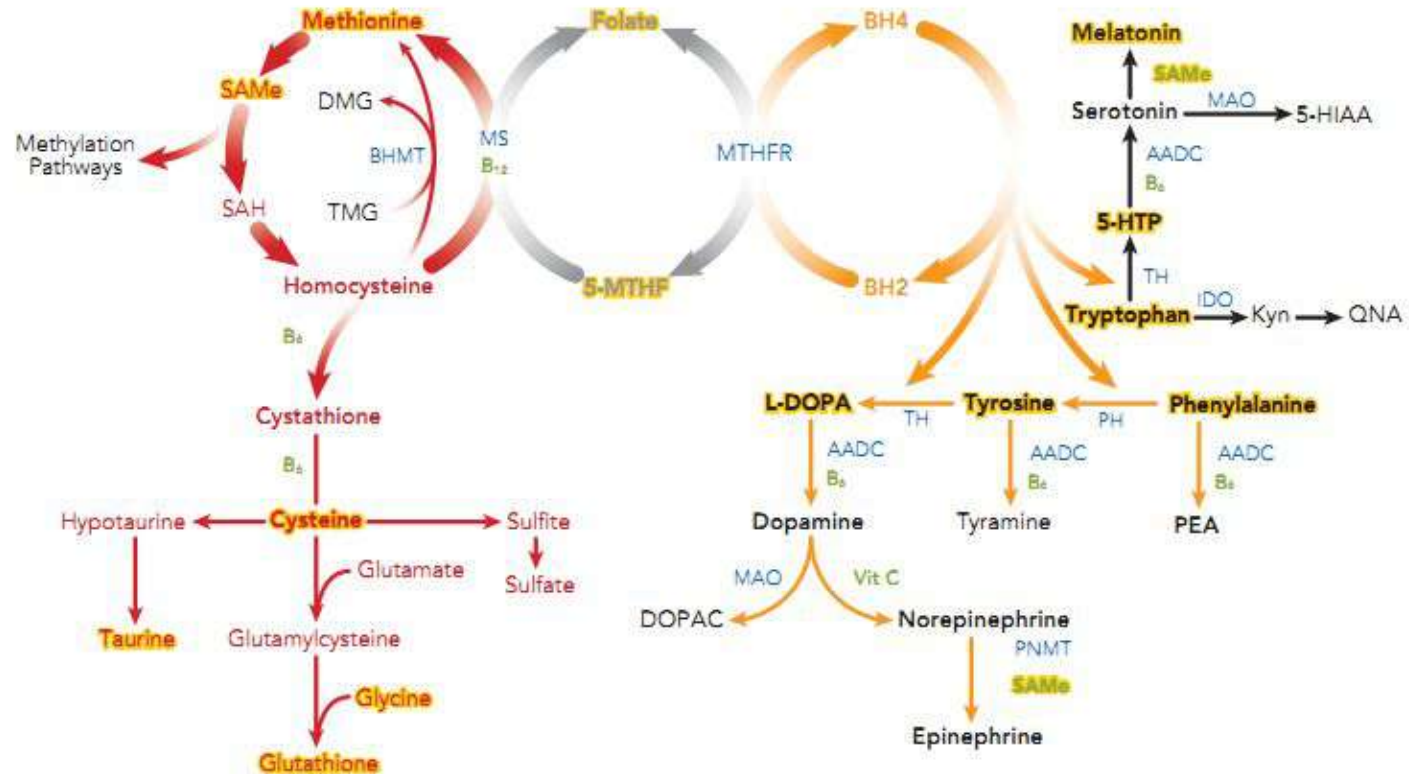 Methionine
Folate
BH4
Melatonin
SAMe
SAMe
DMG
Serotonin
MAO
5-HIAA
Methylation
Pathways
BHMT
MS
B₁₂
MTHFR
AADC
B₆
SAH
TMG
5-HTP
TH
Homocysteine
5-MTHF
BH2
IDO
Tryptophan
Kyn
QNA
B₆
Cystathione
L-DOPA
TH
Tyrosine
PH
Phenylalanine
B₆
AADC
B₆
AADC
B₆
AADC
B₆
Hypotaurine
Cysteine
Sulfite
Dopamine
Tyramine
PEA
Glutamate
Sulfate
MAO
Vit C
Taurine
Glutamylcysteine
DOPAC
Norepinephrine
PNMT
SAMe
Glycine
Epinephrine
Glutathione